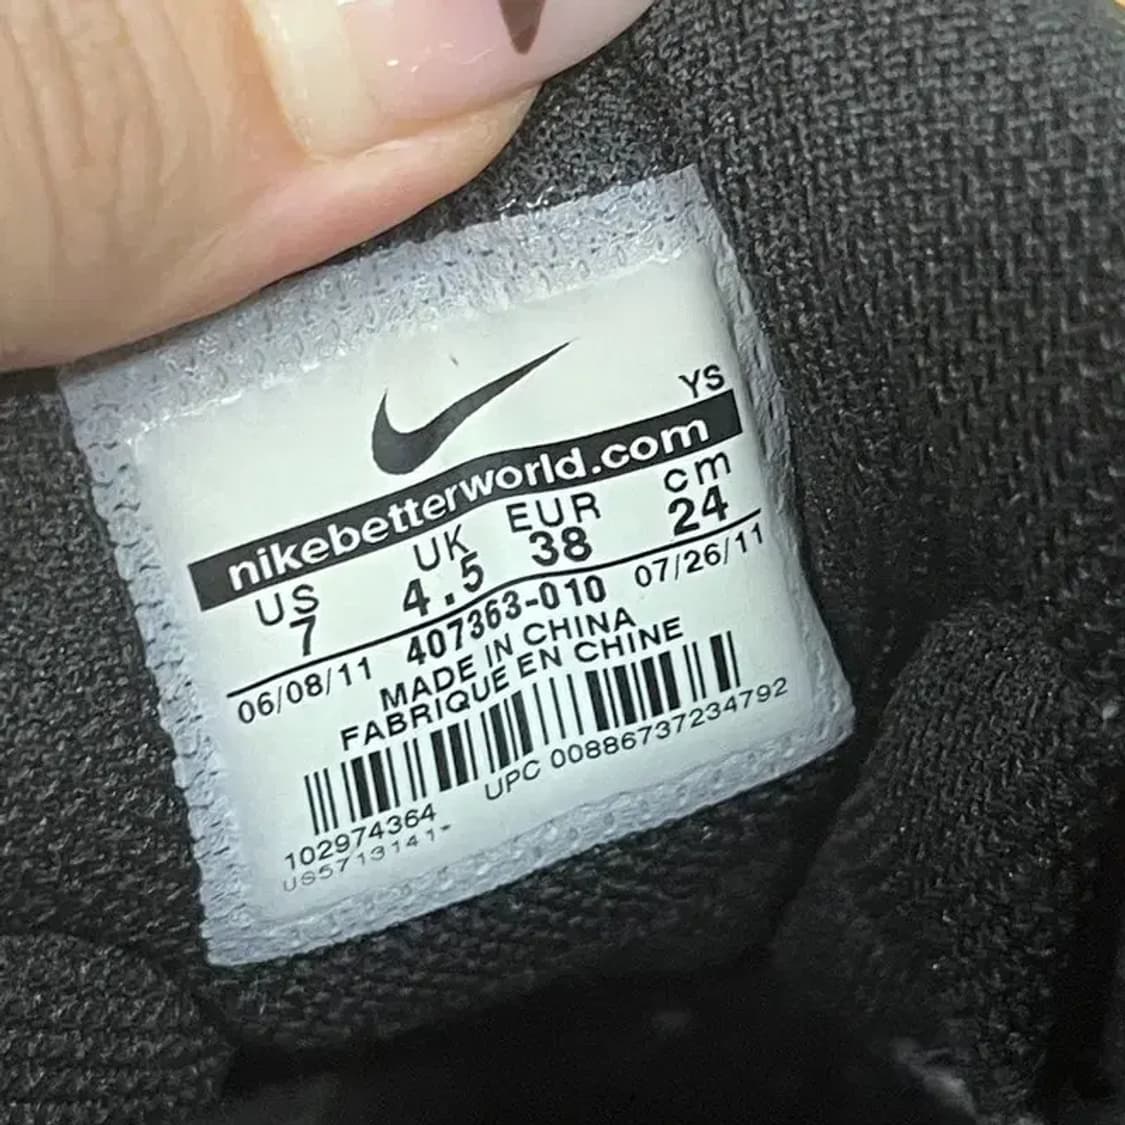 YS
nikebetterworld.com
US UK EUR cm
7 4.5 38 24
06/08/11 407363-010 07/26/11
MADE IN CHINA
FABRIQUE EN CHINE
102974364 UPC 00886737234792
US5713141-